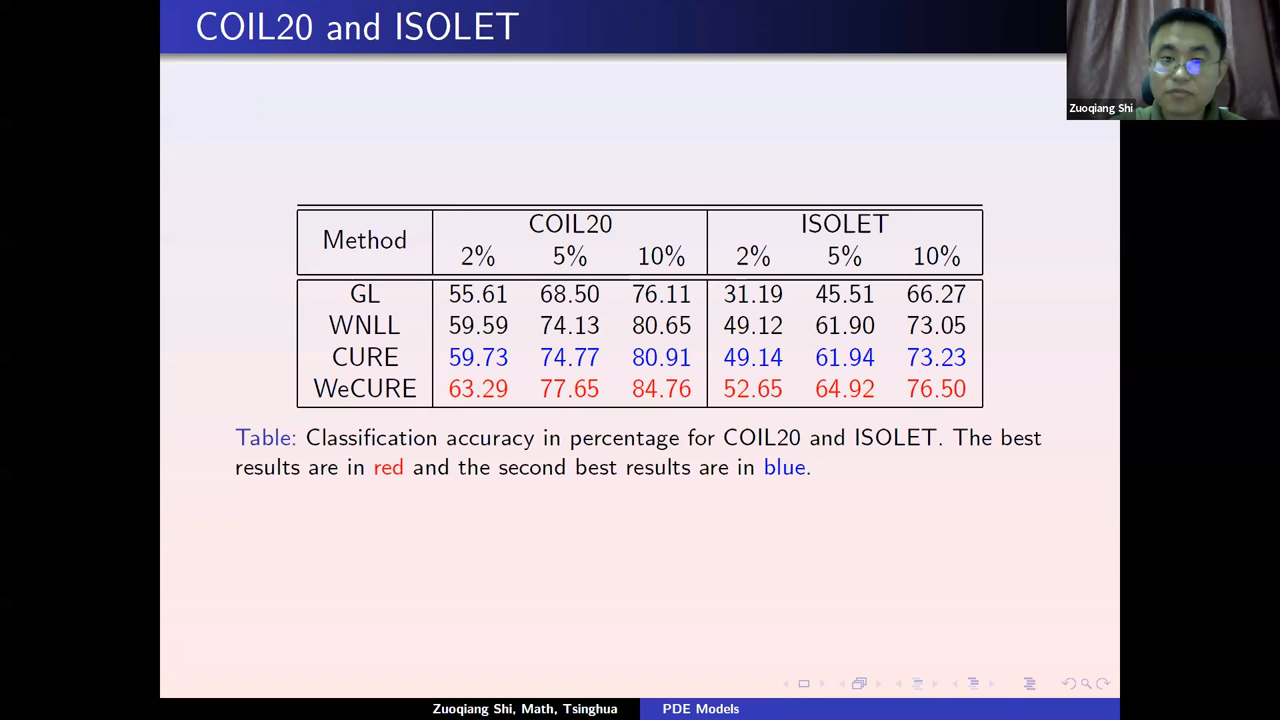 COIL20 and ISOLET
Zuoqiang Shi
Method COIL20 ISOLET
2% 5% 10% 2% 5% 10%
GL 55.61 68.50 76.11 31.19 45.51 66.27
WNLL 59.59 74.13 80.65 49.12 61.90 73.05
CURE 59.73 74.77 80.91 49.14 61.94 73.23
WeCURE 63.29 77.65 84.76 52.65 64.92 76.50
Table: Classification accuracy in percentage for COIL20 and ISOLET. The best
results are in red and the second best results are in blue.
Zuoqiang Shi, Math, Tsinghua PDE Models